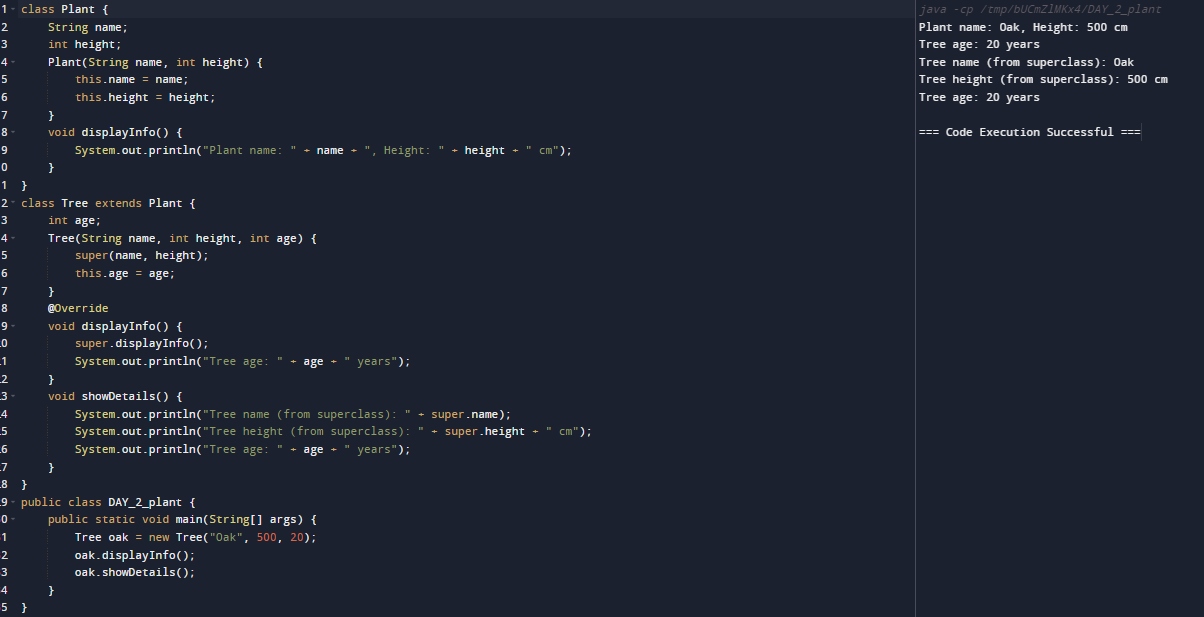 1 class Plant {
2 String name;
3 int height;
4 Plant(String name, int height) {
5 this.name = name;
6 this.height = height;
7 }
8 void displayInfo() {
9 System.out.println("Plant name: " + name + ", Height: " + height + " cm");
0 }
1 }
2 class Tree extends Plant {
3 int age;
4 Tree(String name, int height, int age) {
5 super(name, height);
6 this.age = age;
7 }
8 @Override
9 void displayInfo() {
0 super.displayInfo();
1 System.out.println("Tree age: " + age + " years");
2 }
3 void showDetails() {
4 System.out.println("Tree name (from superclass): " + super.name);
5 System.out.println("Tree height (from superclass): " + super.height + " cm");
6 System.out.println("Tree age: " + age + " years");
7 }
8 }
9 public class DAY_2_plant {
0 public static void main(String[] args) {
1 Tree oak = new Tree("Oak", 500, 20);
2 oak.displayInfo();
3 oak.showDetails();
4 }
5 }
java -cp /tmp/bUCmZlMKx4/DAY_2_plant
Plant name: Oak, Height: 500 cm
Tree age: 20 years
Tree name (from superclass): Oak
Tree height (from superclass): 500 cm
Tree age: 20 years
=== Code Execution Successful ===